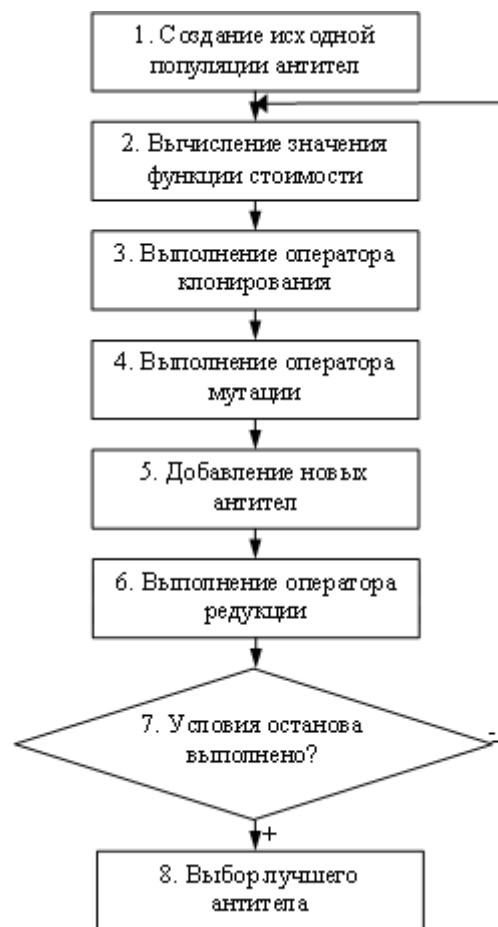 1. Создание исходной
популяции антител
2. Вычисление значения
функции стоимости
3. Выполнение оператора
клонирования
4. Выполнение оператора
мутации
5. Добавление новых
антител
6. Выполнение оператора
редукции
7. Условия останова
выполнено?
-
+
8. Выбор лучшего
антитела